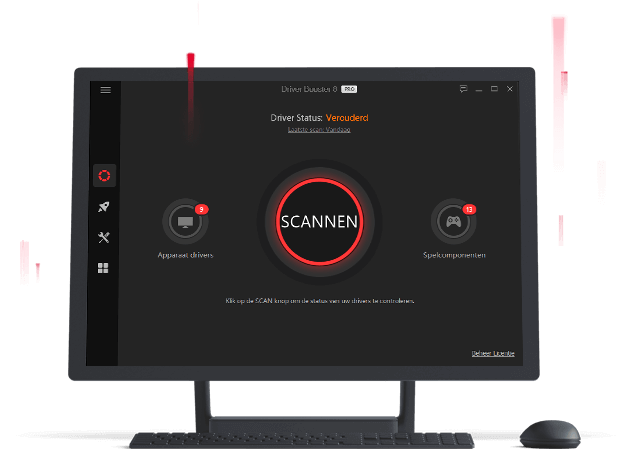 Driver Booster 8 PRO
Driver Status: Verouderd
Laatste scan: Vandaag
9
13
SCANNEN
Apparaat drivers
Spelcomponenten
Klik op de SCAN-knop om de status van uw drivers te controleren.
Beheer Licentie